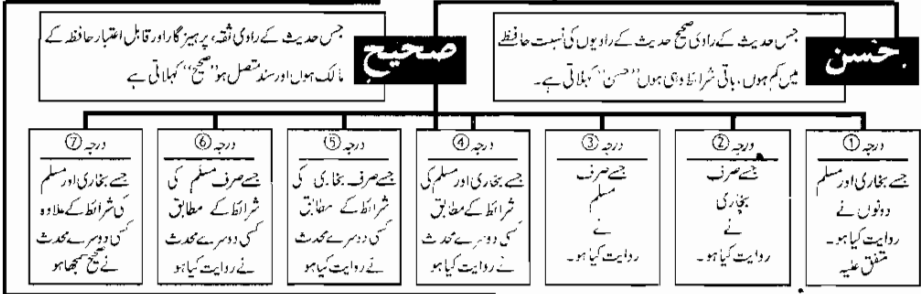 حسن
جس حدیث کے راوی صحیح حدیث کے راویوں کی نسبت حافظے
میں کم ہوں، باقی شرائط وہی ہوں "حسن" کہلاتی ہے۔
صحیح
جس حدیث کے راوی ثقہ، پرہیزگار اور قابل اعتبار حافظہ کے
مالک ہوں اور سند متصل ہو "صحیح" کہلاتی ہے
درجہ ①
جسے بخاری اور مسلم
دونوں نے
روایت کیا ہو۔
متفق علیہ
درجہ ②
جسے صرف
بخاری
نے
روایت کیا ہو۔
درجہ ③
جسے صرف
مسلم
نے
روایت کیا ہو۔
درجہ ④
جسے بخاری اور مسلم کی
شرائط کے مطابق
کسی دوسرے محدث
نے روایت کیا ہو
درجہ ⑤
جسے صرف بخاری کی
شرائط کے مطابق
کسی دوسرے محدث
نے روایت کیا ہو
درجہ ⑥
جسے صرف مسلم کی
شرائط کے مطابق
کسی دوسرے محدث
نے روایت کیا ہو
درجہ ⑦
جسے بخاری اور مسلم
کی شرائط کے علاوہ
کسی دوسرے محدث
نے صحیح سمجھا ہو